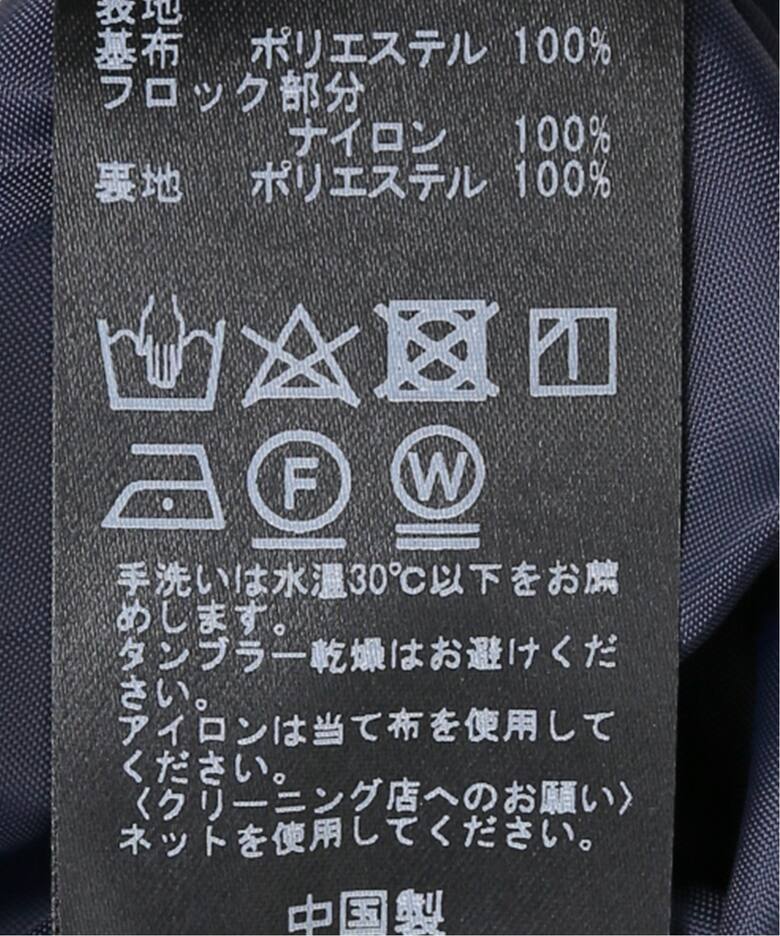 表地
基布 ポリエステル 100%
フロック部分
ナイロン 100%
裏地 ポリエステル 100%
F W
手洗いは水温30℃以下をお薦
めします。
タンブラー乾燥はお避けくだ
さい。
アイロンは当て布を使用して
ください。
〈クリーニング店へのお願い〉
ネットを使用してください。
中国製